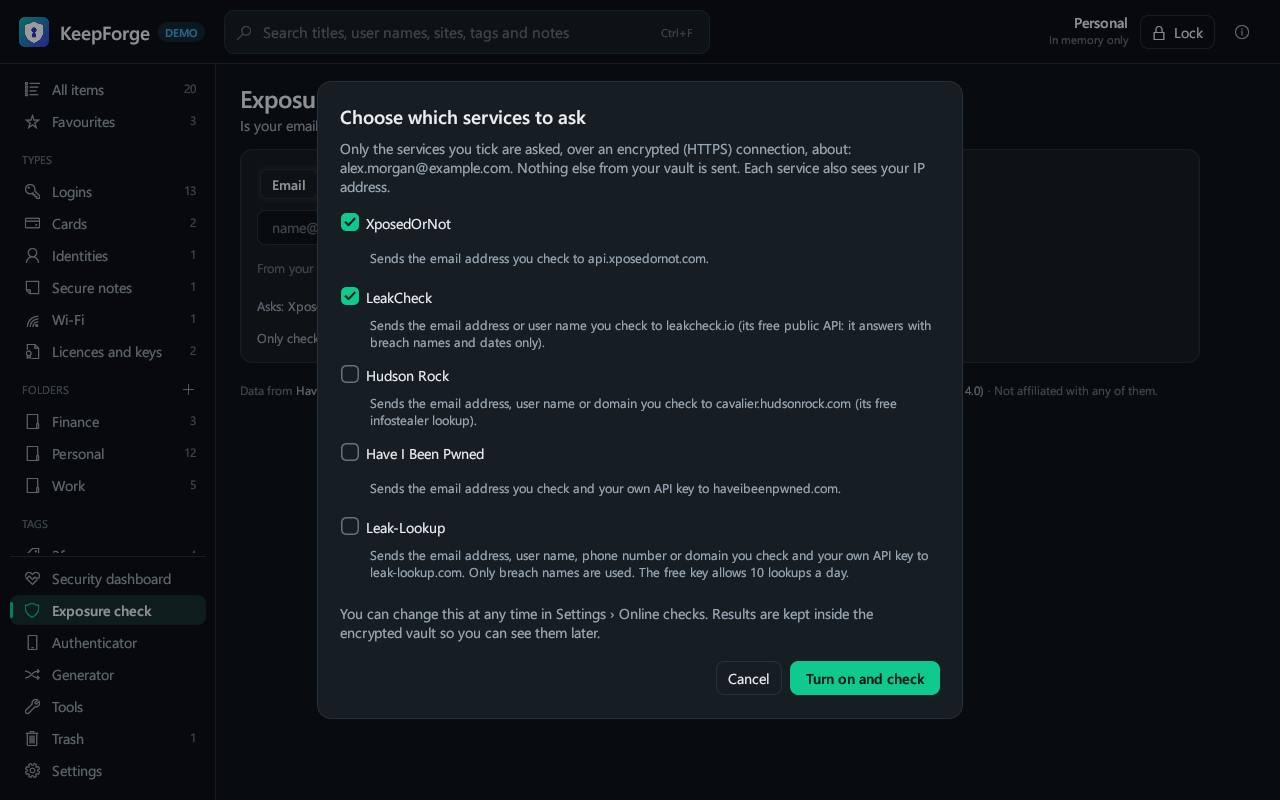 KeepForge DEMO
Search titles, user names, sites, tags and notes Ctrl+F
Personal
In memory only
Lock
All items 20
Favourites 3
TYPES
Logins 13
Cards 2
Identities 1
Secure notes 1
Wi-Fi 1
Licences and keys 2
FOLDERS
Finance 3
Personal 12
Work 5
TAGS
Security dashboard
Exposure check
Authenticator
Generator
Tools
Trash 1
Settings
Exposu
Is your email
Email
name@
From your
Asks: Xpos
Only check
Data from Hav
4.0) · Not affiliated with any of them.
Choose which services to ask
Only the services you tick are asked, over an encrypted (HTTPS) connection, about:
alex.morgan@example.com. Nothing else from your vault is sent. Each service also sees your IP
address.
XposedOrNot
Sends the email address you check to api.xposedornot.com.
LeakCheck
Sends the email address or user name you check to leakcheck.io (its free public API: it answers with
breach names and dates only).
Hudson Rock
Sends the email address, user name or domain you check to cavalier.hudsonrock.com (its free
infostealer lookup).
Have I Been Pwned
Sends the email address you check and your own API key to haveibeenpwned.com.
Leak-Lookup
Sends the email address, user name, phone number or domain you check and your own API key to
leak-lookup.com. Only breach names are used. The free key allows 10 lookups a day.
You can change this at any time in Settings › Online checks. Results are kept inside the
encrypted vault so you can see them later.
Cancel
Turn on and check